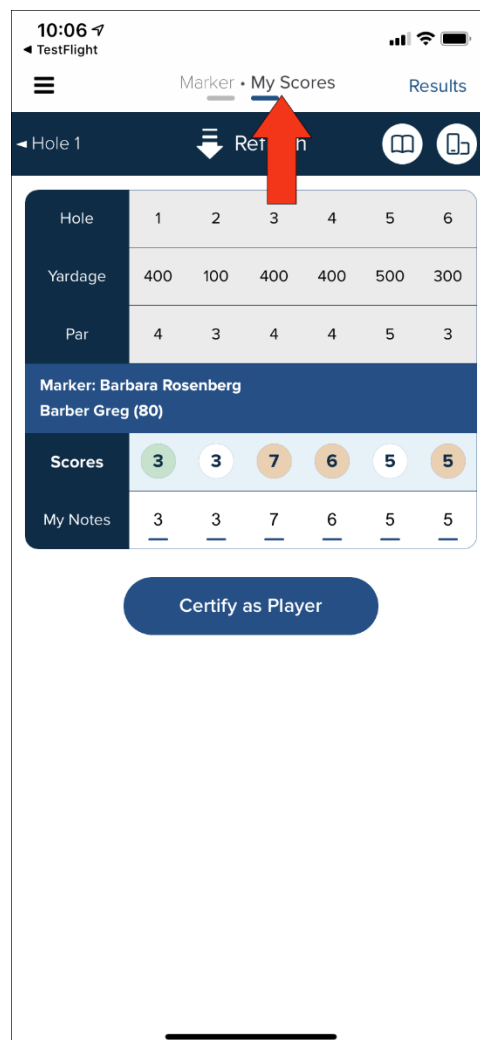 10:06
◄ TestFlight
Marker • My Scores
Results
◄ Hole 1
Hole 1 2 3 4 5 6
Yardage 400 100 400 400 500 300
Par 4 3 4 4 5 3
Marker: Barbara Rosenberg
Barber Greg (80)
Scores 3 3 7 6 5 5
My Notes 3 3 7 6 5 5
Certify as Player